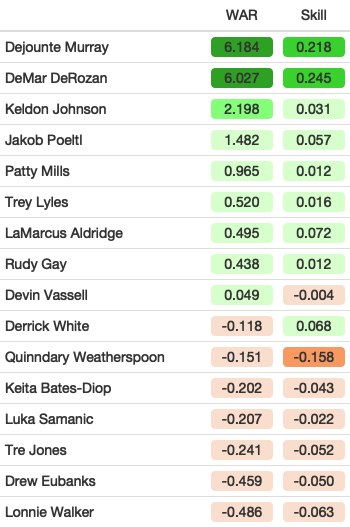 WAR Skill
Dejounte Murray 6.184 0.218
DeMar DeRozan 6.027 0.245
Keldon Johnson 2.198 0.031
Jakob Poeltl 1.482 0.057
Patty Mills 0.965 0.012
Trey Lyles 0.520 0.016
LaMarcus Aldridge 0.495 0.072
Rudy Gay 0.438 0.012
Devin Vassell 0.049 -0.004
Derrick White -0.118 0.068
Quinndary Weatherspoon -0.151 -0.158
Keita Bates-Diop -0.202 -0.043
Luka Samanic -0.207 -0.022
Tre Jones -0.241 -0.052
Drew Eubanks -0.459 -0.050
Lonnie Walker -0.486 -0.063